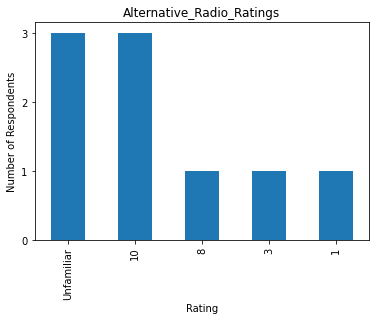 Alternative_Radio_Ratings
Number of Respondents
3
2
1
0
Unfamiliar
10
8
3
1
Rating